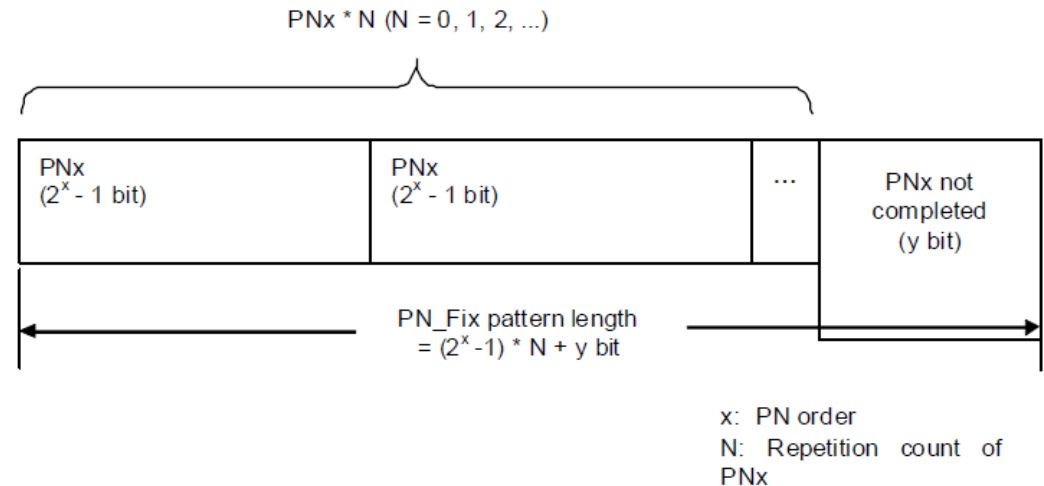 PNx * N (N = 0, 1, 2, ...)
PNx
(2^x - 1 bit)
PNx
(2^x - 1 bit)
...
PNx not
completed
(y bit)
PN_Fix pattern length
= (2^x -1) * N + y bit
x: PN order
N: Repetition count of
PNx